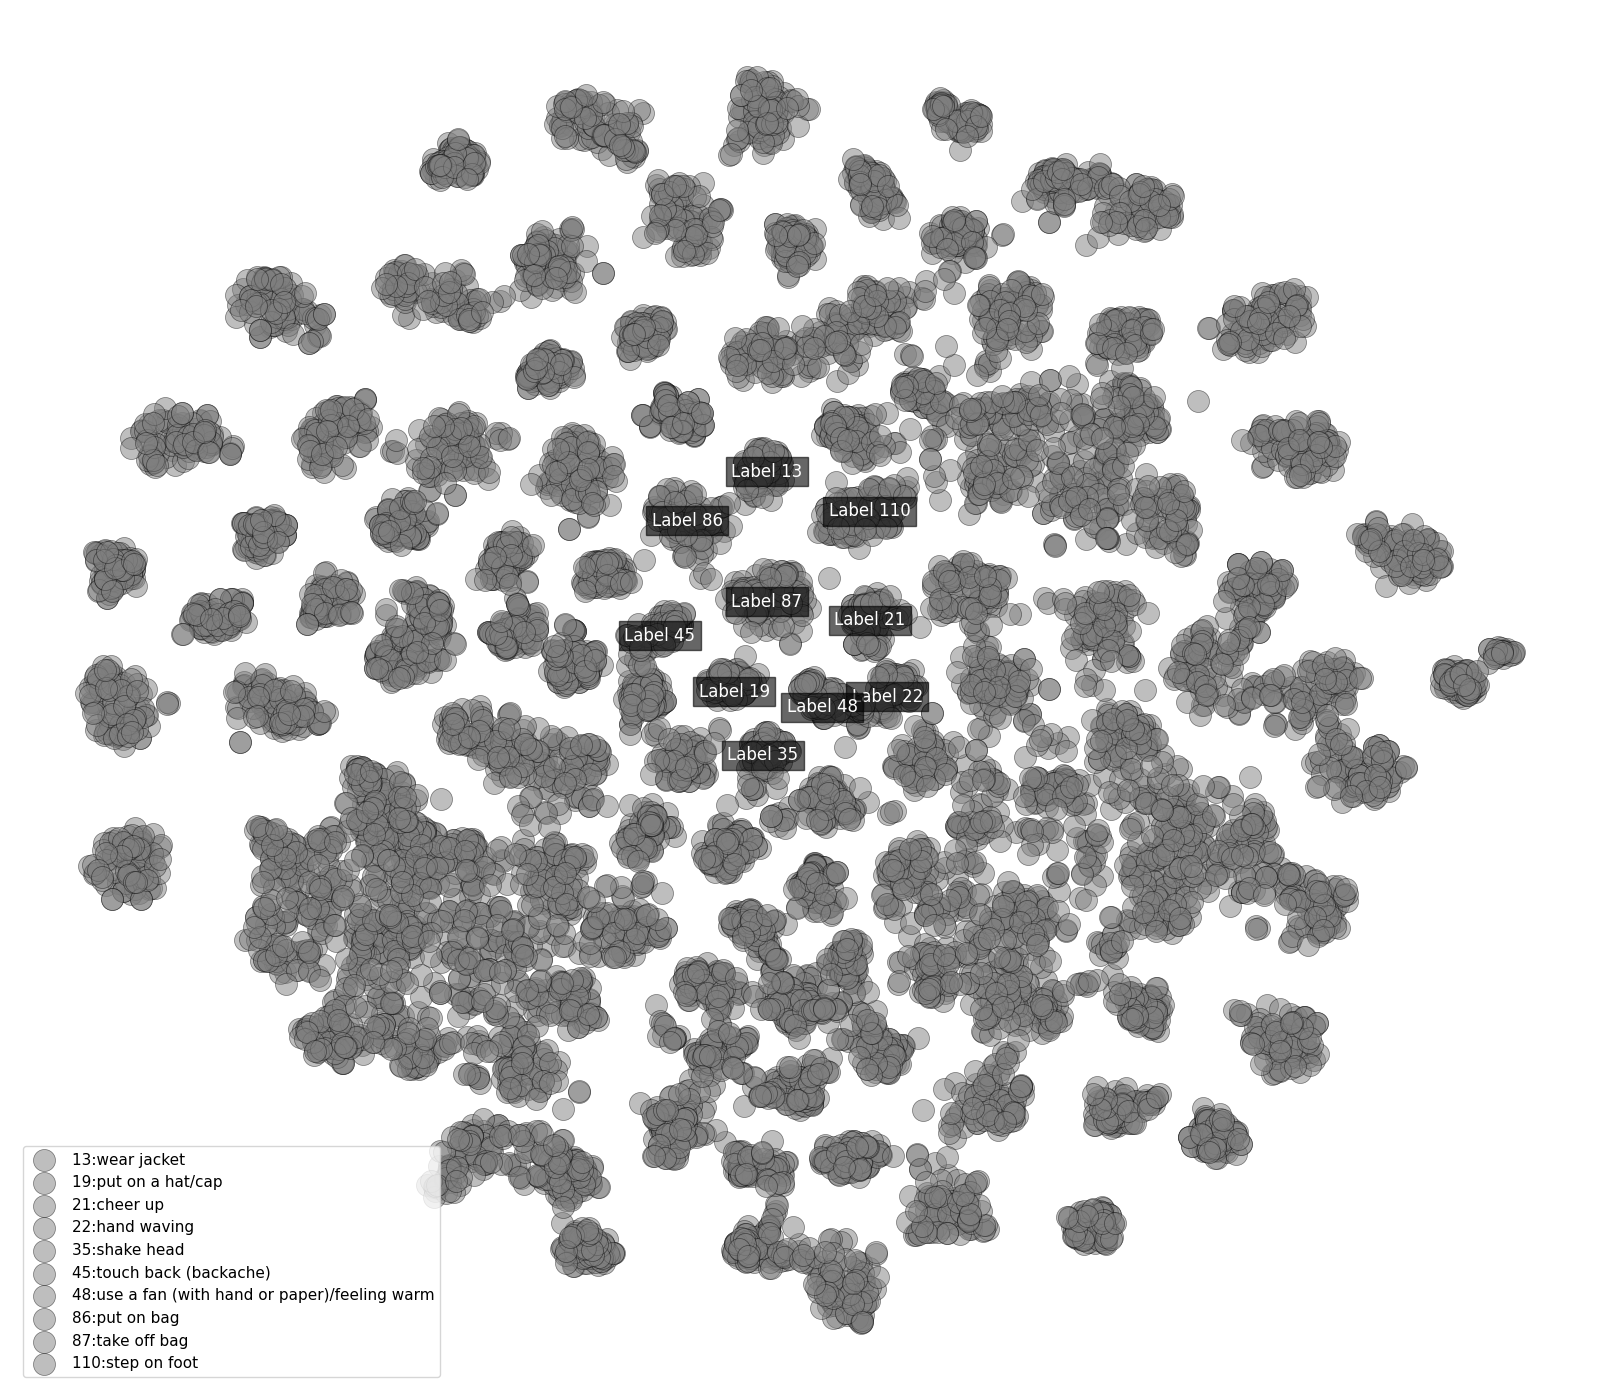 Label 13
Label 110
Label 86
Label 87
Label 21
Label 45
Label 19
Label 22
Label 48
Label 35
13:wear jacket
19:put on a hat/cap
21:cheer up
22:hand waving
35:shake head
45:touch back (backache)
48:use a fan (with hand or paper)/feeling warm
86:put on bag
87:take off bag
110:step on foot